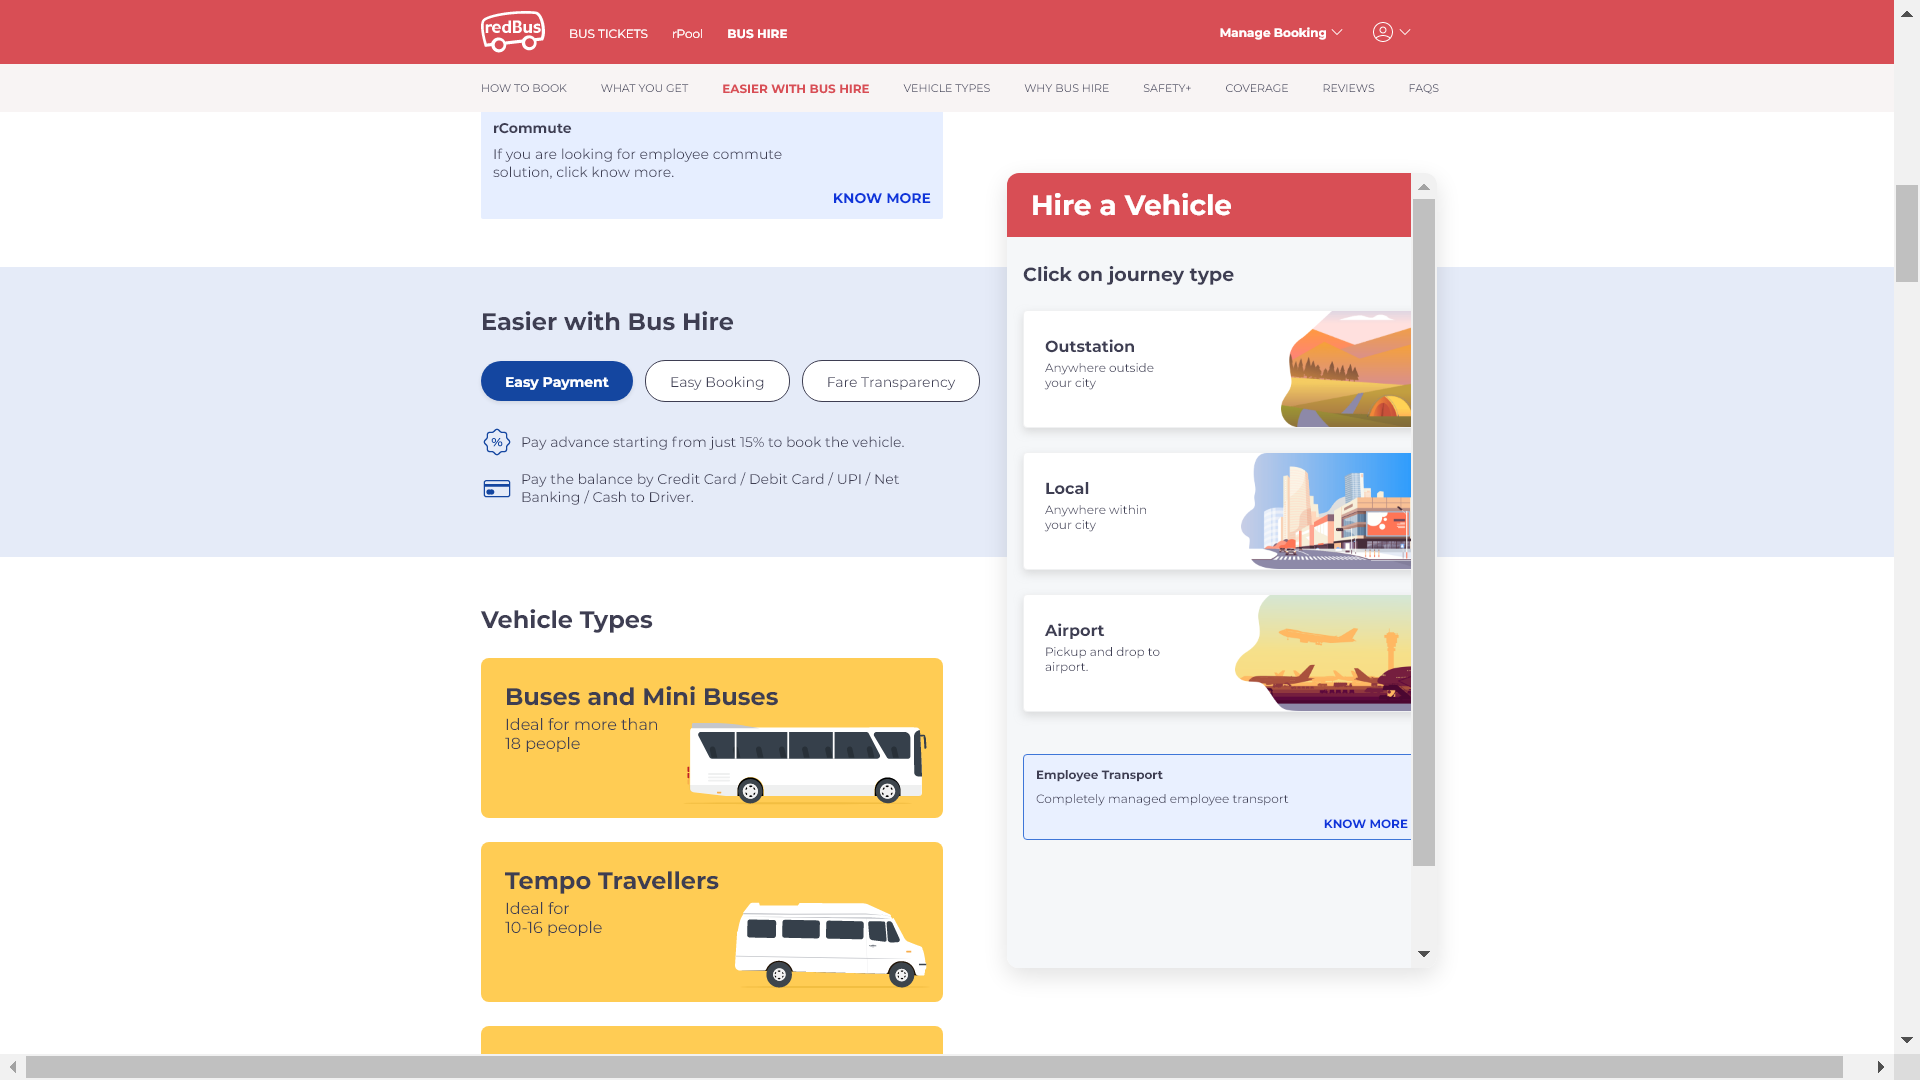 redBus
BUS TICKETS
rPool
BUS HIRE
Manage Booking
HOW TO BOOK
WHAT YOU GET
EASIER WITH BUS HIRE
VEHICLE TYPES
WHY BUS HIRE
SAFETY+
COVERAGE
REVIEWS
FAQS
rCommute
If you are looking for employee commute
solution, click know more.
KNOW MORE
Easier with Bus Hire
Easy Payment
Easy Booking
Fare Transparency
%
Pay advance starting from just 15% to book the vehicle.
Pay the balance by Credit Card / Debit Card / UPI / Net
Banking / Cash to Driver.
Vehicle Types
Buses and Mini Buses
Ideal for more than
18 people
Tempo Travellers
Ideal for
10-16 people
Hire a Vehicle
Click on journey type
Outstation
Anywhere outside
your city
Local
Anywhere within
your city
Airport
Pickup and drop to
airport.
Employee Transport
Completely managed employee transport
KNOW MORE